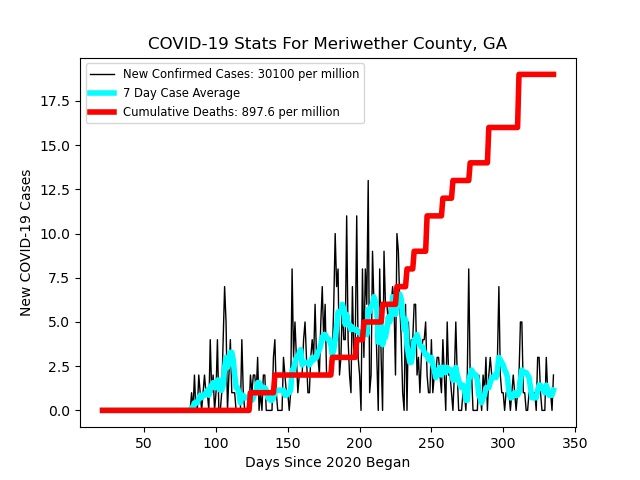 COVID-19 Stats For Meriwether County, GA
New Confirmed Cases: 30100 per million
7 Day Case Average
Cumulative Deaths: 897.6 per million
New COVID-19 Cases
17.5
15.0
12.5
10.0
7.5
5.0
2.5
0.0
50 100 150 200 250 300 350
Days Since 2020 Began